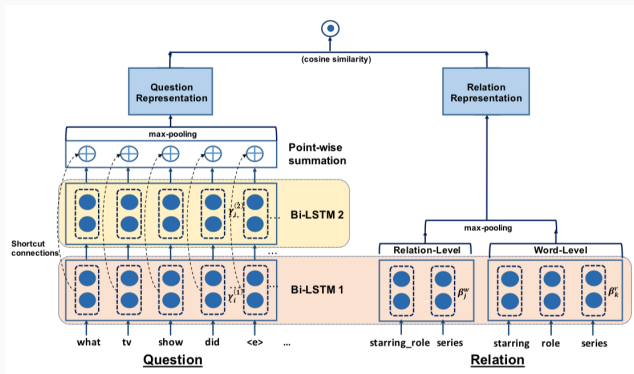 (cosine similarity)
Question
Representation
Relation
Representation
max-pooling
Point-wise
summation
Bi-LSTM 2
max-pooling
Shortcut
connections
Relation-Level
Word-Level
...
Bi-LSTM 1
what tv show did <e> ...
starring_role series
starring role series
Question
Relation